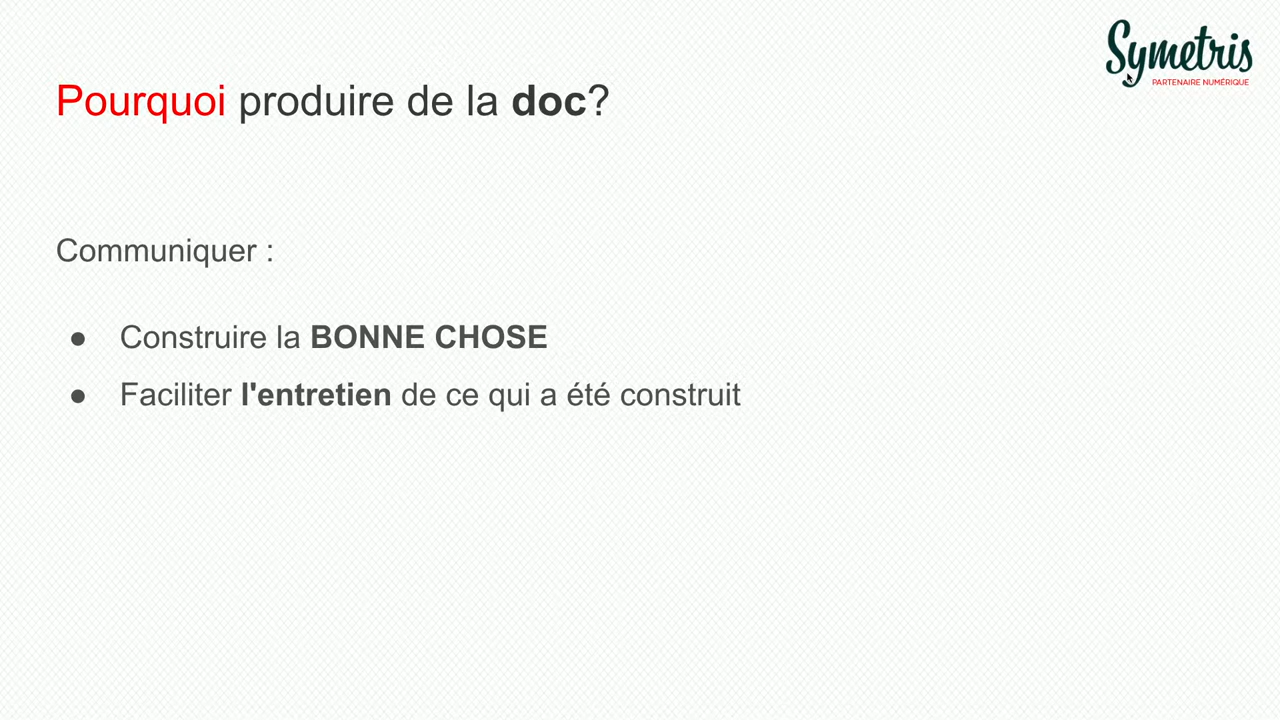 Symetris
PARTENAIRE NUMÉRIQUE
Pourquoi produire de la doc?
Communiquer :
● Construire la BONNE CHOSE
● Faciliter l'entretien de ce qui a été construit